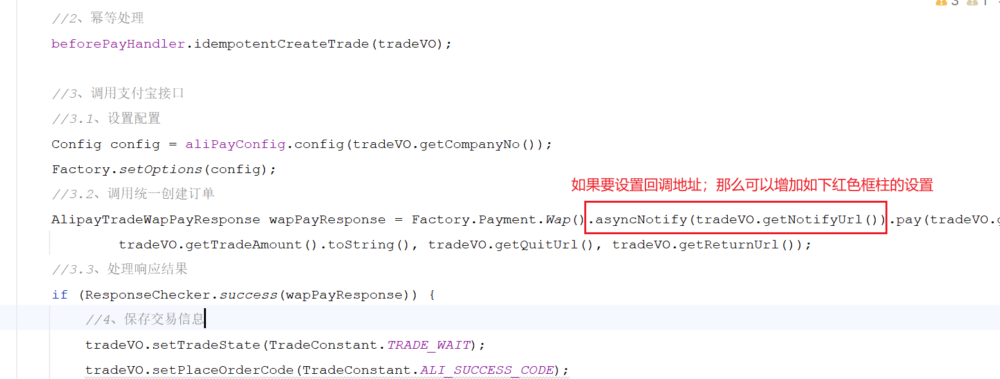 3 1
//2、幂等处理
beforePayHandler.idempotentCreateTrade(tradeVO);
//3、调用支付宝接口
//3.1、设置配置
Config config = aliPayConfig.config(tradeVO.getCompanyNo());
Factory.setOptions(config);
如果要设置回调地址；那么可以增加如下红色框柱的设置
//3.2、调用统一创建订单
AlipayTradeWapPayResponse wapPayResponse = Factory.Payment.Wap().asyncNotify(tradeVO.getNotifyUrl()).pay(tradeVO.g
tradeVO.getTradeAmount().toString(), tradeVO.getQuitUrl(), tradeVO.getReturnUrl());
//3.3、处理响应结果
if (ResponseChecker.success(wapPayResponse)) {
//4、保存交易信息
tradeVO.setTradeState(TradeConstant.TRADE_WAIT);
tradeVO.setPlaceOrderCode(TradeConstant.ALI_SUCCESS_CODE);